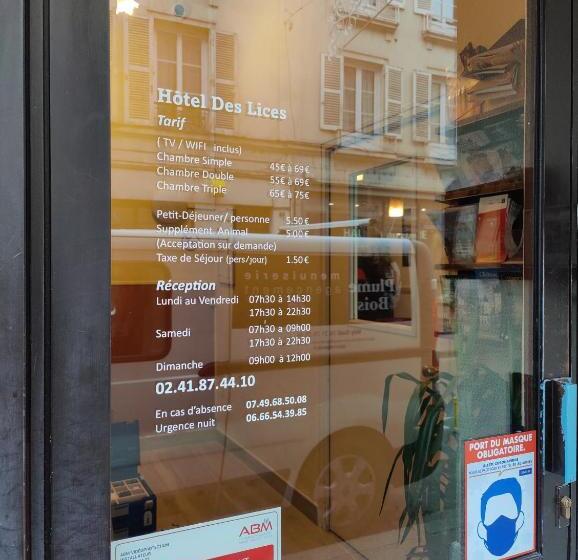 Hôtel Des Lices
Tarif
( TV / WIFI inclus)
Chambre Simple 45€ à 69€
Chambre Double 55€ à 69€
Chambre Triple 65€ à 75€
Petit-Déjeuner/ personne 5.50€
Supplément. Animal 5.00€
(Acceptation sur demande)
Taxe de Séjour (pers/jour) 1.50€
Réception
Lundi au Vendredi 07h30 à 14h30
17h30 à 22h30
Samedi 07h30 à 09h00
17h30 à 22h30
Dimanche 09h00 à 12h00
02.41.87.44.10
En cas d'absence 07.49.68.50.08
Urgence nuit 06.66.54.39.85
menuiserie
agencement
Plume
Bois
PORT DU MASQUE
OBLIGATOIRE.
ABM